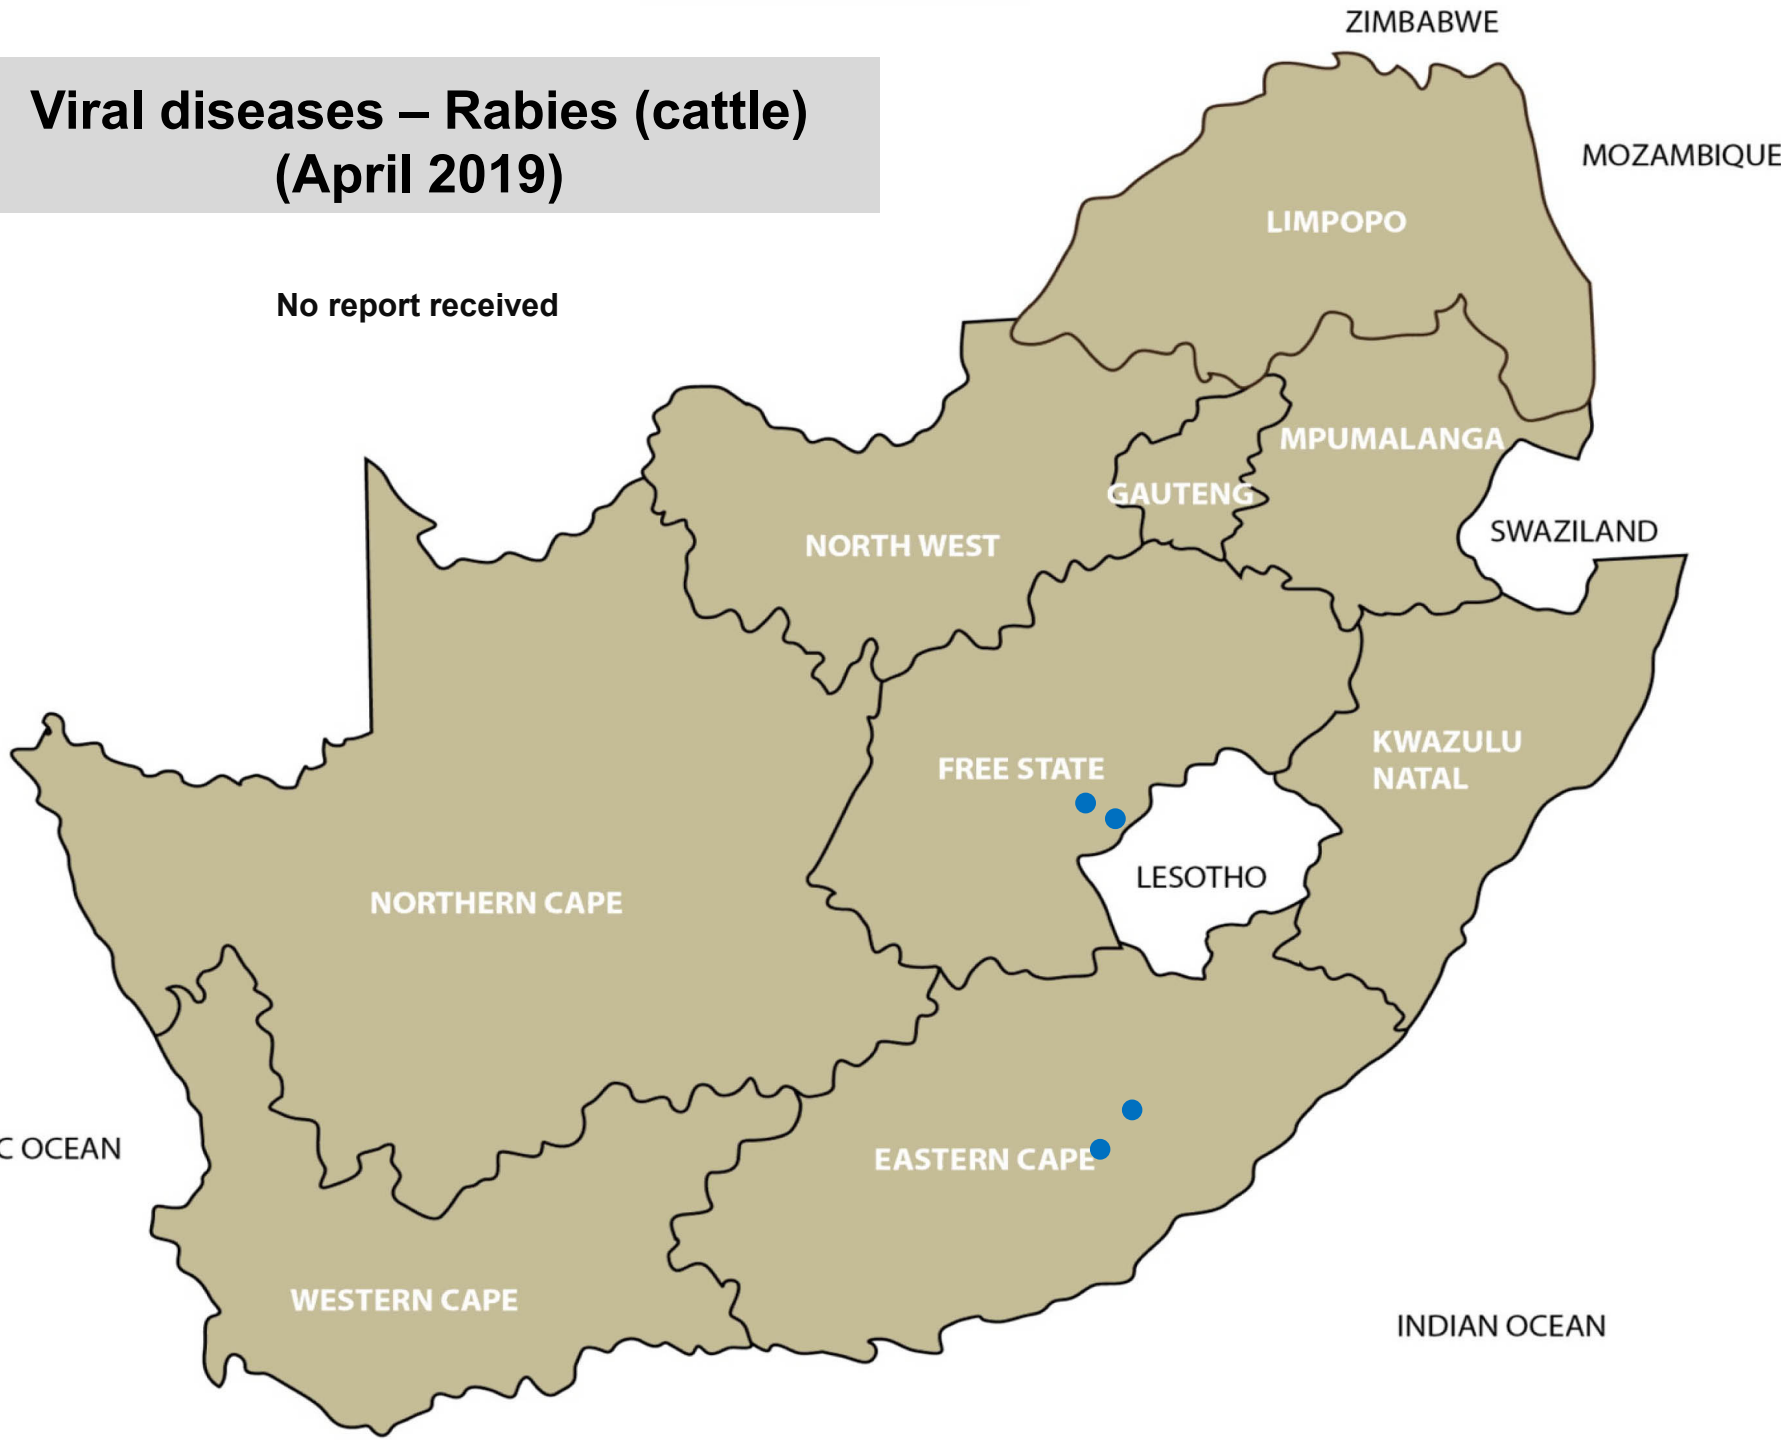 ZIMBABWE
Viral diseases – Rabies (cattle)
(April 2019)
MOZAMBIQUE
LIMPOPO
No report received
MPUMALANGA
GAUTENG
SWAZILAND
NORTH WEST
KWAZULU
NATAL
FREE STATE
LESOTHO
NORTHERN CAPE
C OCEAN
EASTERN CAPE
WESTERN CAPE
INDIAN OCEAN